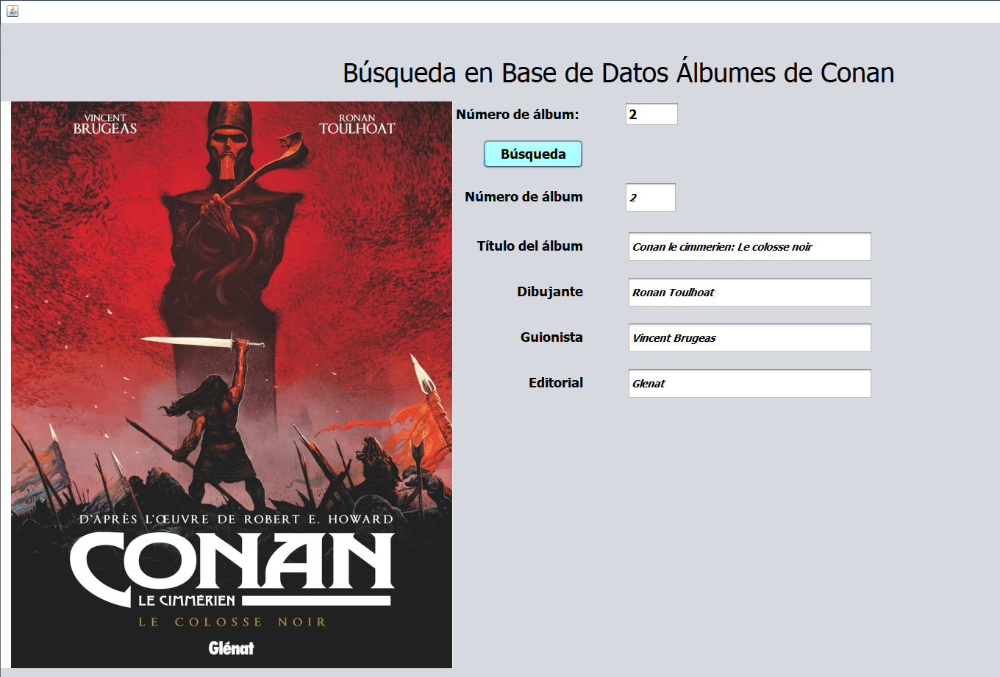 Búsqueda en Base de Datos Álbumes de Conan
VINCENT
BRUGEAS
RONAN
TOULHOAT
D'APRÈS L'ŒUVRE DE ROBERT E. HOWARD
CONAN
LE CIMMÉRIEN
LE COLOSSE NOIR
Glénat
Número de álbum: 2
Búsqueda
Número de álbum 2
Título del álbum Conan le cimmerien: Le colosse noir
Dibujante Ronan Toulhoat
Guionista Vincent Brugeas
Editorial Glenat